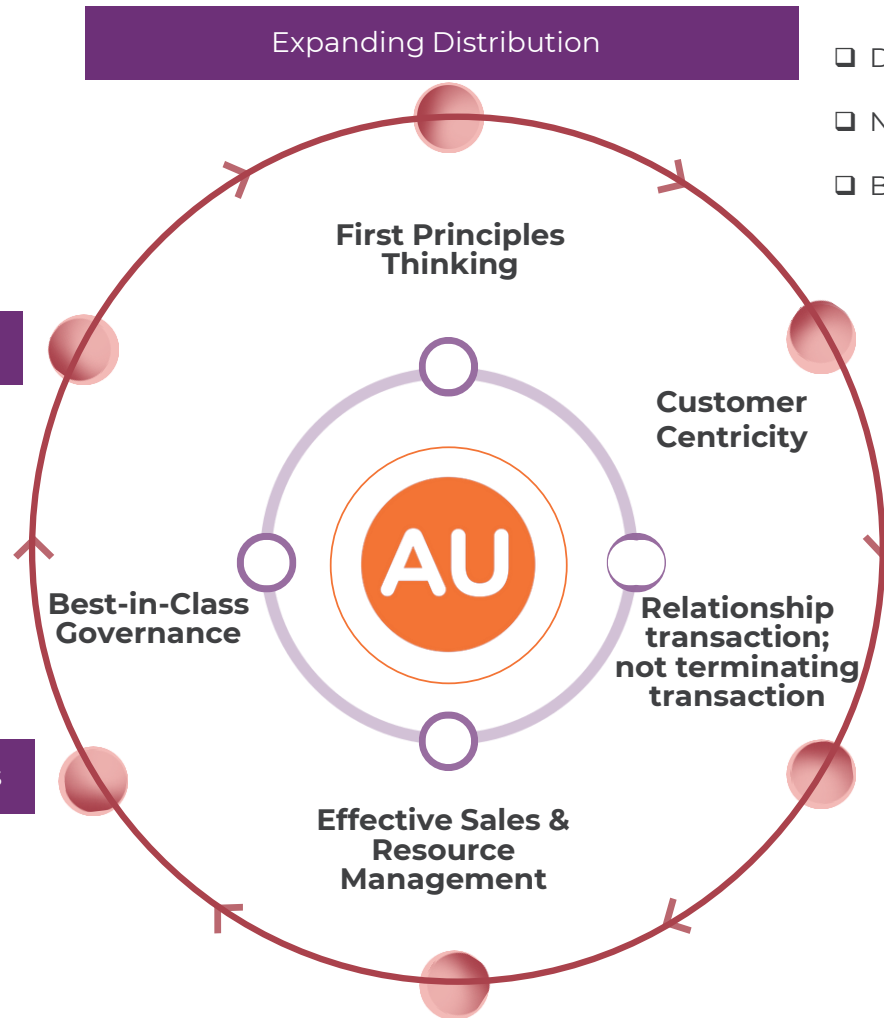 Expanding Distribution
First Principles
Thinking
Customer
Centricity
AU
Best-in-Class
Governance
Relationship
transaction;
not terminating
transaction
Effective Sales &
Resource
Management